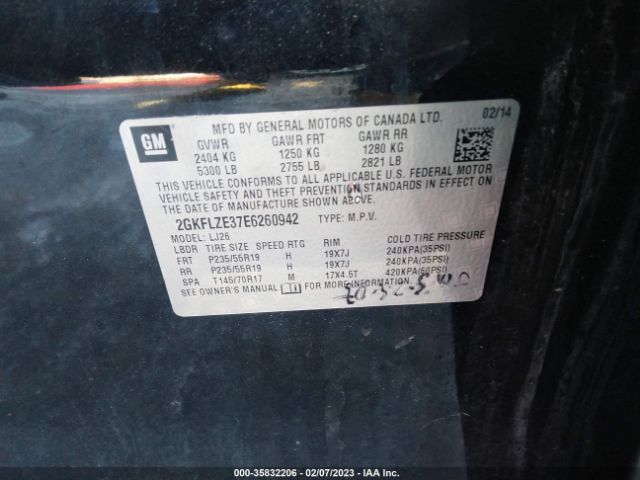 GM
MFD BY GENERAL MOTORS OF CANADA LTD. 02/14
GVWR GAWR FRT GAWR RR
2404 KG 1250 KG 1280 KG
5300 LB 2755 LB 2821 LB
THIS VEHICLE CONFORMS TO ALL APPLICABLE U.S. FEDERAL MOTOR
VEHICLE SAFETY AND THEFT PREVENTION STANDARDS IN EFFECT ON
THE DATE OF MANUFACTURE SHOWN ABOVE.
2GKFLZE37E6260942 TYPE: M.P.V.
MODEL: LJ26
LBDR TIRE SIZE SPEED RTG RIM COLD TIRE PRESSURE
FRT P235/55R19 H 19X7J 240KPA(35PSI)
RR P235/55R19 H 19X7J 240KPA(35PSI)
SPA T145/70R17 M 17X4.5T 420KPA(60PSI)
SEE OWNER'S MANUAL FOR MORE INFORMATION.
000-35832206 - 02/07/2023 - IAA Inc.